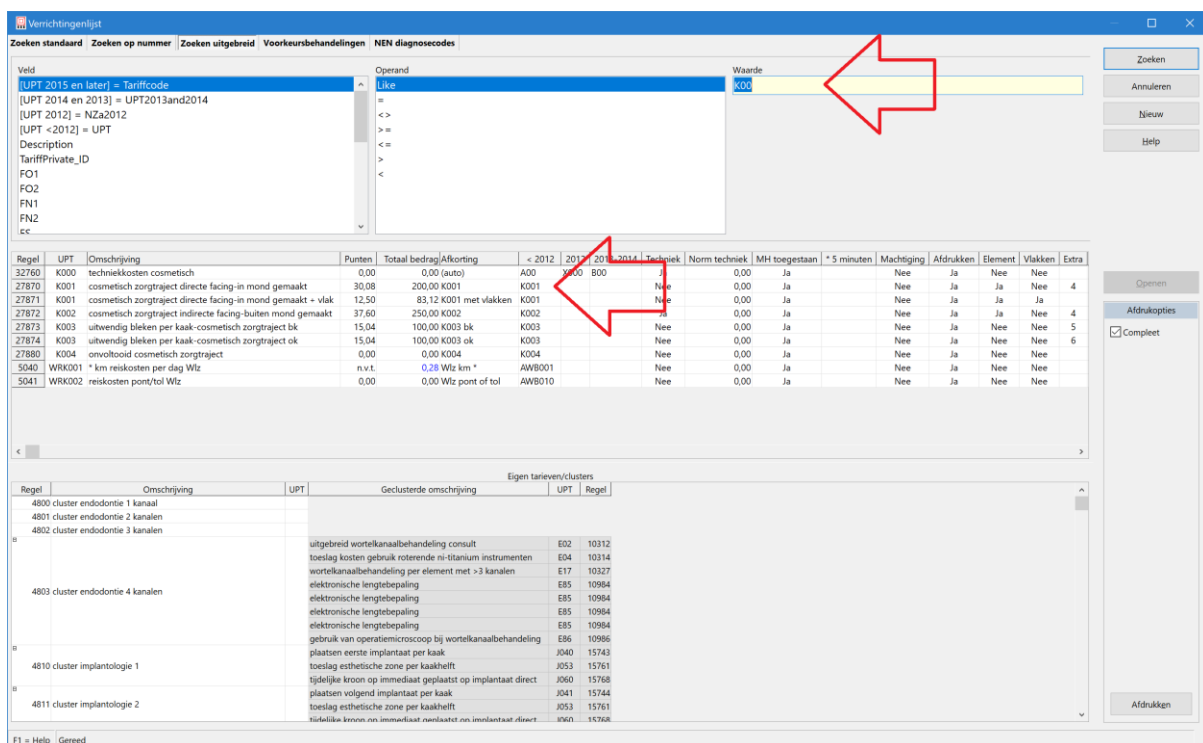 Verrichtingenlijst
Zoeken standaard Zoeken op nummer Zoeken uitgebreid Voorkeursbehandelingen NEN diagnosecodes
Veld Operand Waarde Zoeken
[UPT 2015 en later] = Tariffcode Like K00
[UPT 2014 en 2013] = UPT2013and2014 = Annuleren
[UPT 2012] = NZa2012 <>
[UPT <2012] = UPT >= Nieuw
Description <=
TariffPrivate_ID > Help
FO1 <
FO2
FN1
FN2
Regel UPT Omschrijving Punten Totaal bedrag Afkorting < 2012 2012 2013-2014 Techniek Norm techniek MH toegestaan * 5 minuten Machtiging Afdrukken Element Vlakken Extra
32760 K000 techniekkosten cosmetisch 0,00 0,00 (auto) A00 B00 0,00 Ja Nee Ja Nee Nee
27870 K001 cosmetisch zorgtraject directe facing-in mond gemaakt 30,08 200,00 K001 K001 Nee 0,00 Ja Nee Ja Ja Nee 4
27871 K001 cosmetisch zorgtraject directe facing-in mond gemaakt + vlak 12,50 83,12 K001 met vlakken K001 Nee 0,00 Ja Nee Ja Ja Ja
27872 K002 cosmetisch zorgtraject indirecte facing-buiten mond gemaakt 37,60 250,00 K002 K002 Ja 0,00 Ja Nee Ja Ja Nee 4
27873 K003 uitwendig bleken per kaak-cosmetisch zorgtraject bk 15,04 100,00 K003 bk K003 Nee 0,00 Ja Nee Ja Nee Nee 5
27874 K003 uitwendig bleken per kaak-cosmetisch zorgtraject ok 15,04 100,00 K003 ok K003 Nee 0,00 Ja Nee Ja Nee Nee 6
27880 K004 onvoltooid cosmetisch zorgtraject 0,00 0,00 K004 K004 Nee 0,00 Ja Nee Ja Nee Nee
5040 WRK001 * km reiskosten per dag Wlz n.v.t. 0,28 Wlz km * AWB001 Nee 0,00 Ja Nee Ja Nee Nee
5041 WRK002 reiskosten pont/tol Wlz 0,00 0,00 Wlz pont of tol AWB010 Nee 0,00 Ja Nee Ja Nee Nee
Openen
Afdrukopties
Compleet
Eigen tarieven/clusters
Regel Omschrijving UPT Geclusterde omschrijving UPT Regel
4800 cluster endodontie 1 kanaal
4801 cluster endodontie 2 kanalen
4802 cluster endodontie 3 kanalen
uitgebreid wortelkanaalbehandeling consult E02 10312
toeslag kosten gebruik roterende ni-titanium instrumenten E04 10314
wortelkanaalbehandeling per element met >3 kanalen E17 10327
elektronische lengtebepaling E85 10984
4803 cluster endodontie 4 kanalen
elektronische lengtebepaling E85 10984
elektronische lengtebepaling E85 10984
elektronische lengtebepaling E85 10984
gebruik van operatiemicroscoop bij wortelkanaalbehandeling E86 10986
plaatsen eerste implantaat per kaak J040 15743
4810 cluster implantologie 1 toeslag esthetische zone per kaakhelft J053 15761
tijdelijke kroon op immediaat geplaatst op implantaat direct J060 15768
plaatsen volgend implantaat per kaak J041 15744
4811 cluster implantologie 2 toeslag esthetische zone per kaakhelft J053 15761
tijdelijke kroon op immediaat geplaatst op implantaat direct J060 15768
Afdrukken
F1 = Help Gereed